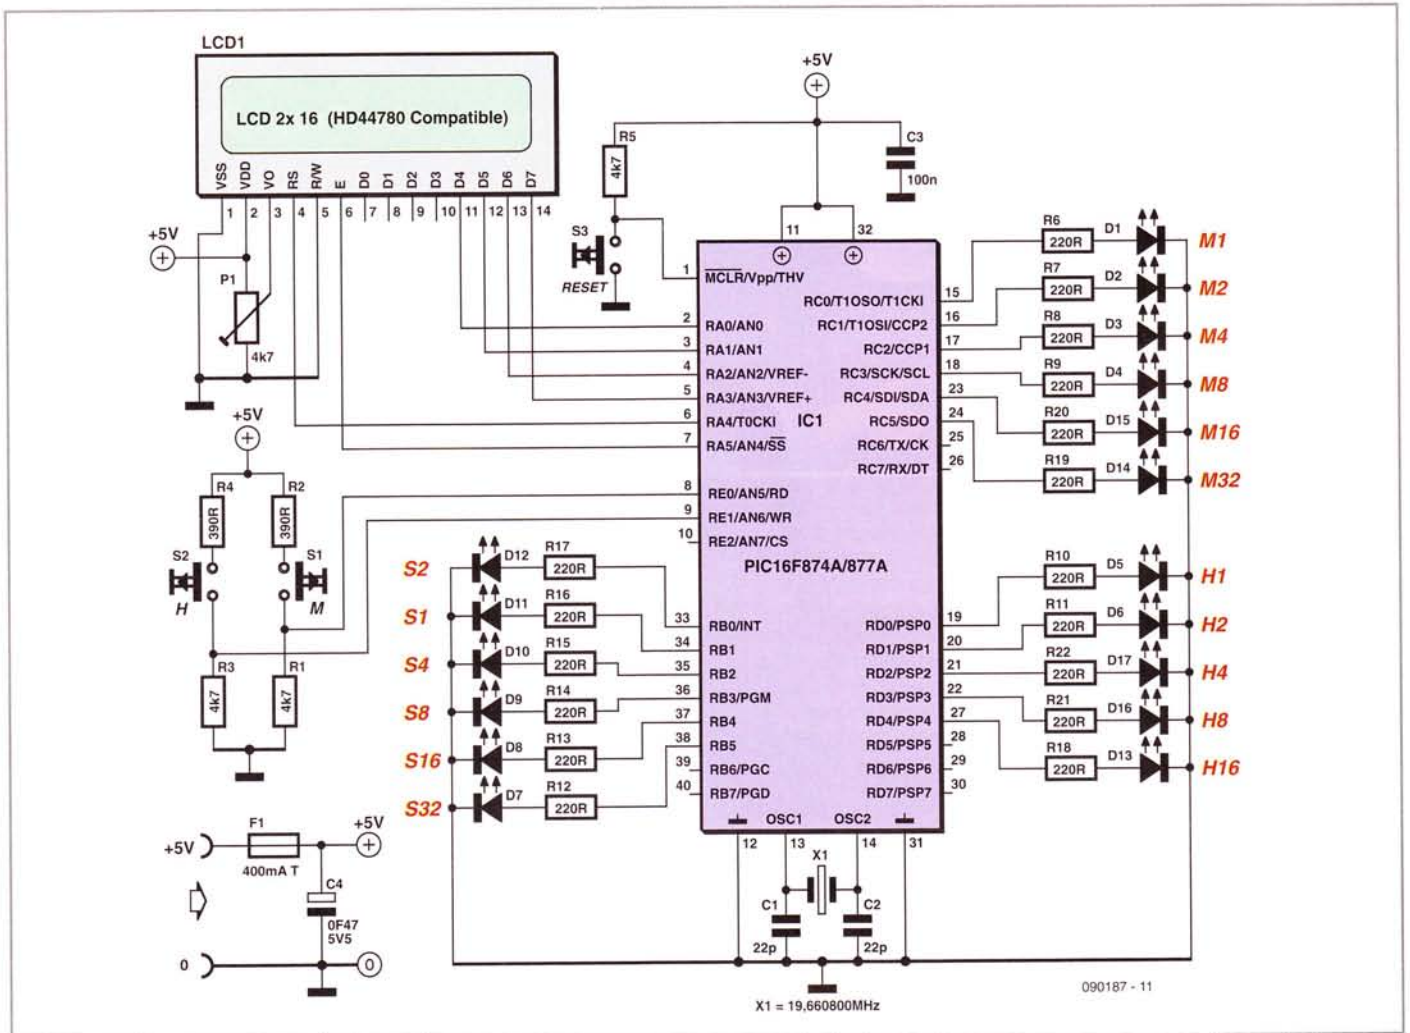 LCD1
LCD 2x 16 (HD44780 Compatible)
VSS VDD VO RS R/W E D0 D1 D2 D3 D4 D5 D6 D7
1 2 3 4 5 6 7 8 9 10 11 12 13 14
+5V
P1
4k7
+5V
R5
4k7
C3
100n
S3
RESET
11 32
1 MCLR/Vpp/THV
2 RA0/AN0
3 RA1/AN1
4 RA2/AN2/VREF-
5 RA3/AN3/VREF+
6 RA4/T0CKI
7 RA5/AN4/SS
8 RE0/AN5/RD
9 RE1/AN6/WR
10 RE2/AN7/CS
IC1
PIC16F874A/877A
33 RB0/INT
34 RB1
35 RB2
36 RB3/PGM
37 RB4
38 RB5
39 RB6/PGC
40 RB7/PGD
RC0/T1OSO/T1CKI 15
RC1/T1OSI/CCP2 16
RC2/CCP1 17
RC3/SCK/SCL 18
RC4/SDI/SDA 23
RC5/SDO 24
RC6/TX/CK 25
RC7/RX/DT 26
RD0/PSP0 19
RD1/PSP1 20
RD2/PSP2 21
RD3/PSP3 22
RD4/PSP4 27
RD5/PSP5 28
RD6/PSP6 29
RD7/PSP7 30
OSC1 OSC2
12 13 14 31
R6 220R D1 M1
R7 220R D2 M2
R8 220R D3 M4
R9 220R D4 M8
R20 220R D15 M16
R19 220R D14 M32
R10 220R D5 H1
R11 220R D6 H2
R22 220R D17 H4
R21 220R D16 H8
R18 220R D13 H16
+5V
R4 R2
390R 390R
S2 S1
H M
R3 R1
4k7 4k7
S2 D12 R17 220R
S1 D11 R16 220R
S4 D10 R15 220R
S8 D9 R14 220R
S16 D8 R13 220R
S32 D7 R12 220R
+5V F1 +5V
400mA T
C4
0F47
5V5
0 0
X1
C1 C2
22p 22p
X1 = 19,660800MHz
090187 - 11